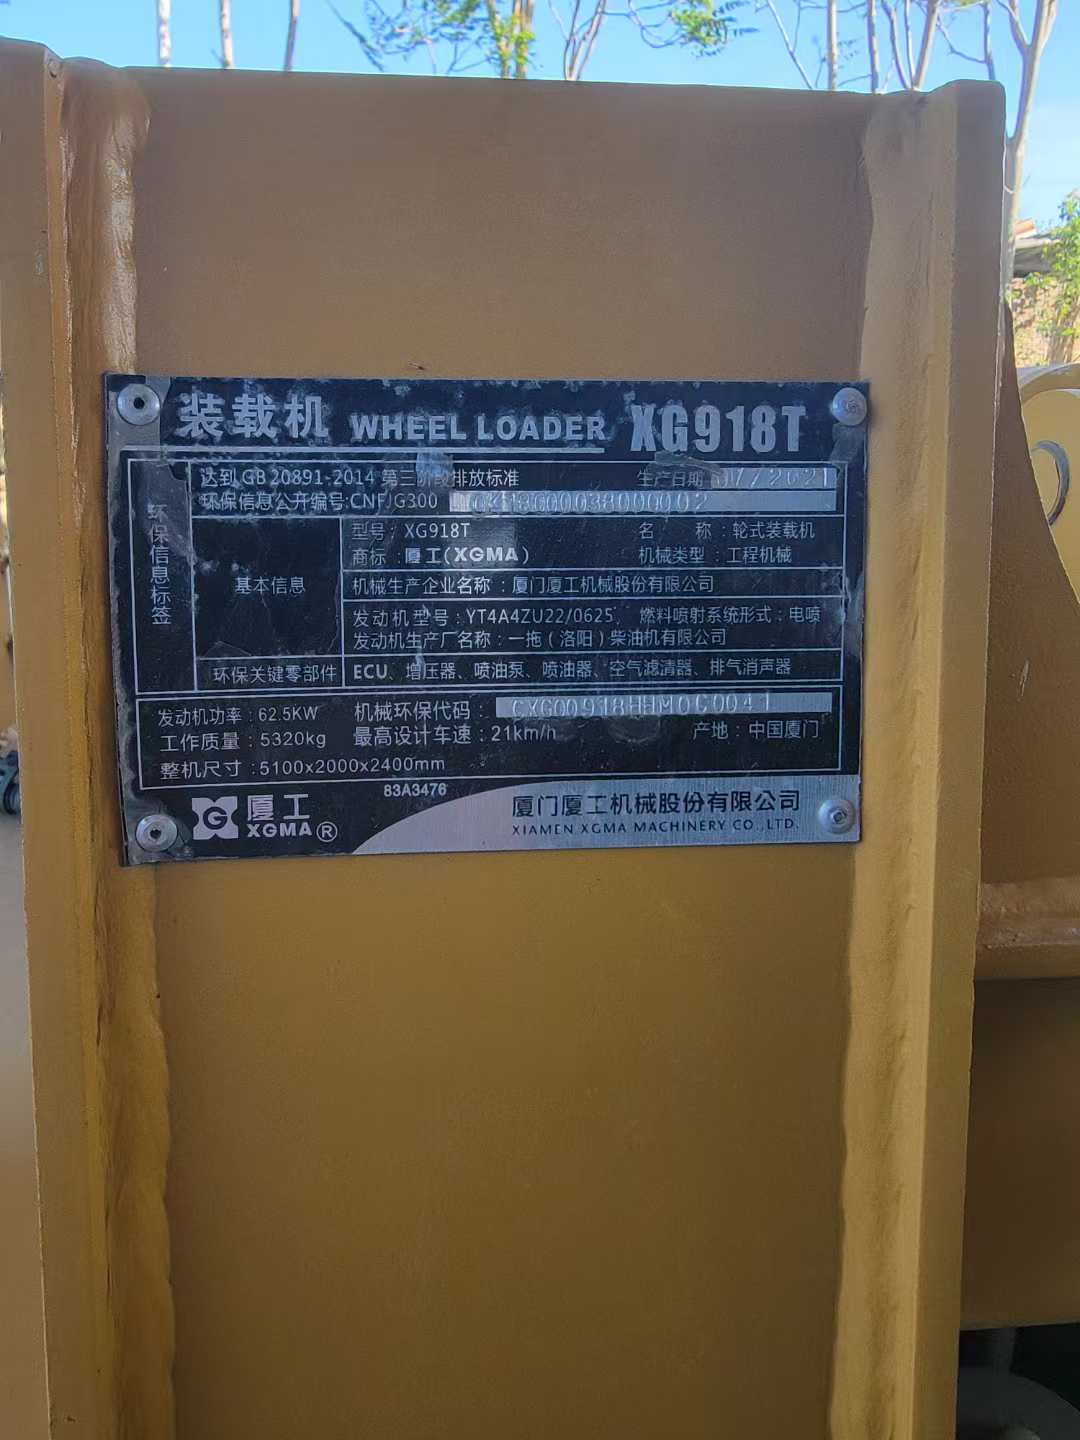 装载机 WHEEL LOADER XG918T
达到 GB 20891-2014 第三阶段排放标准 生产日期 07/2021
环保信息公开编号:CNFJG300
环保信息标签
基本信息
型号: XG918T 名 称: 轮式装载机
商标: 厦工(XGMA) 机械类型: 工程机械
机械生产企业名称: 厦门厦工机械股份有限公司
发动机型号: YT4A4ZU22/0625, 燃料喷射系统形式: 电喷
发动机生产厂名称: 一拖(洛阳)柴油机有限公司
环保关键零部件 ECU、增压器、喷油泵、喷油器、空气滤清器、排气消声器
发动机功率: 62.5KW 机械环保代码: CXG00918HHM0G0041
工作质量: 5320kg 最高设计车速: 21km/h 产地: 中国厦门
整机尺寸: 5100x2000x2400mm
83A3476
厦工 XGMA® 厦门厦工机械股份有限公司
XIAMEN XGMA MACHINERY CO.,LTD.